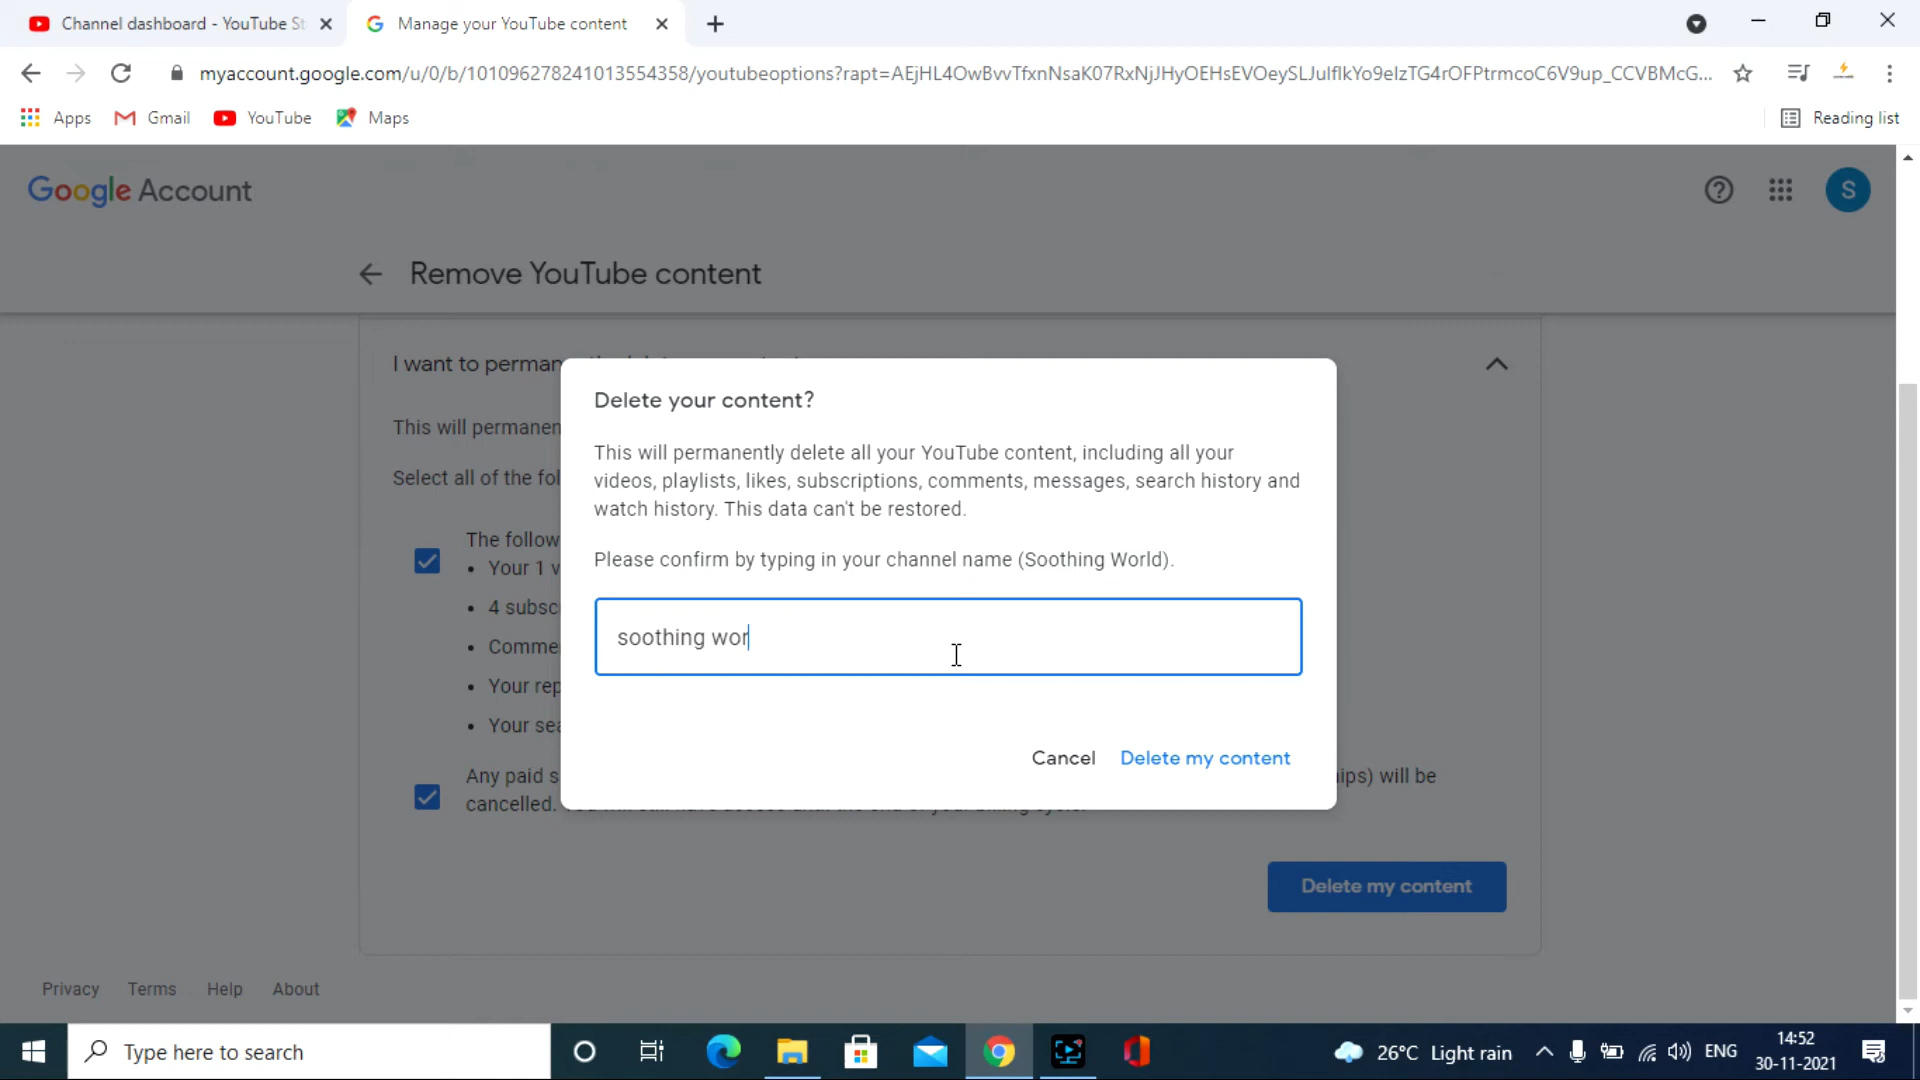 Channel dashboard - YouTube St
Manage your YouTube content
myaccount.google.com/u/0/b/101096278241013554358/youtubeoptions?rapt=AEjHL4OwBvvTfxnNsaK07RxNjJHyOEHsEVOeySLJulflkYo9elzTG4rOFPtrmcoC6V9up_CCVBMcG...
Apps
Gmail
YouTube
Maps
Reading list
Google Account
S
Remove YouTube content
I want to perman
This will permanen
Select all of the fol
The follow
• Your 1 v
• 4 subsc
• Comme
• Your rep
• Your sea
Any paid s
ips) will be
cancelled.
Delete your content?
This will permanently delete all your YouTube content, including all your
videos, playlists, likes, subscriptions, comments, messages, search history and
watch history. This data can't be restored.
Please confirm by typing in your channel name (Soothing World).
soothing wor
Cancel
Delete my content
Delete my content
Privacy
Terms
Help
About
Type here to search
26°C Light rain
ENG
14:52
30-11-2021